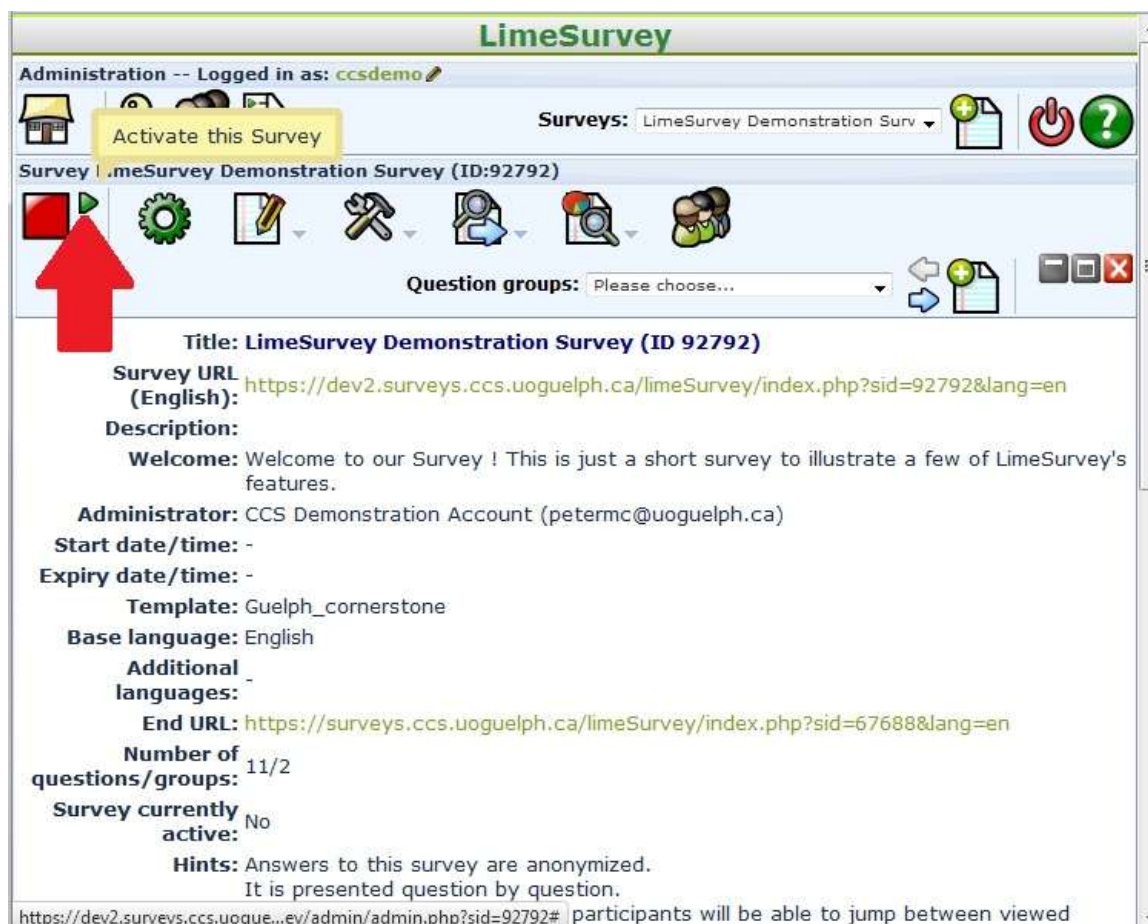 LimeSurvey
Administration -- Logged in as: ccsdemo
Activate this Survey
Surveys: LimeSurvey Demonstration Surv
Survey LimeSurvey Demonstration Survey (ID:92792)
Question groups: Please choose...
Title: LimeSurvey Demonstration Survey (ID 92792)
Survey URL (English): https://dev2.surveys.ccs.uoguelph.ca/limeSurvey/index.php?sid=92792&lang=en
Description:
Welcome: Welcome to our Survey ! This is just a short survey to illustrate a few of LimeSurvey's
features.
Administrator: CCS Demonstration Account (petermc@uoguelph.ca)
Start date/time: -
Expiry date/time: -
Template: Guelph_cornerstone
Base language: English
Additional languages: -
End URL: https://surveys.ccs.uoguelph.ca/limeSurvey/index.php?sid=67688&lang=en
Number of questions/groups: 11/2
Survey currently active: No
Hints: Answers to this survey are anonymized.
It is presented question by question.
https://dev2.surveys.ccs.uogue...ey/admin/admin.php?sid=92792# participants will be able to jump between viewed